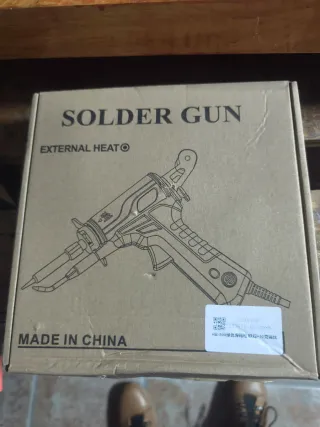 SOLDER GUN
EXTERNAL HEAT
MADE IN CHINA